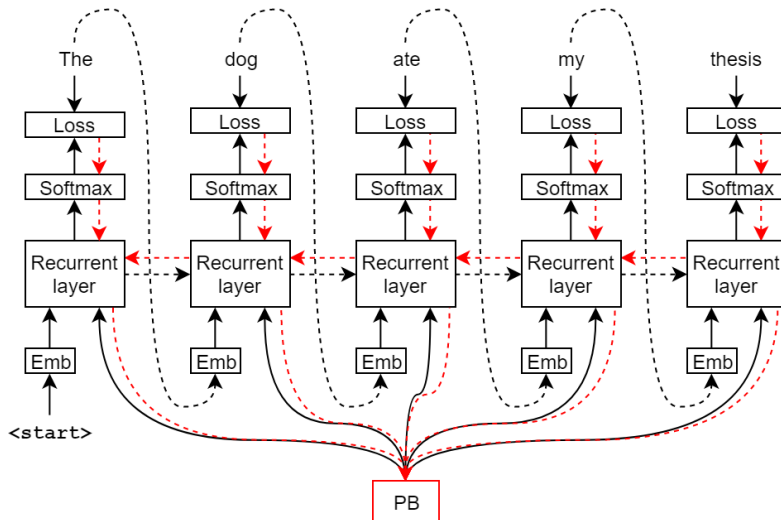 The dog ate my thesis
Loss Loss Loss Loss Loss
Softmax Softmax Softmax Softmax Softmax
Recurrent Recurrent Recurrent Recurrent Recurrent
layer layer layer layer layer
Emb Emb Emb Emb Emb
<start>
PB